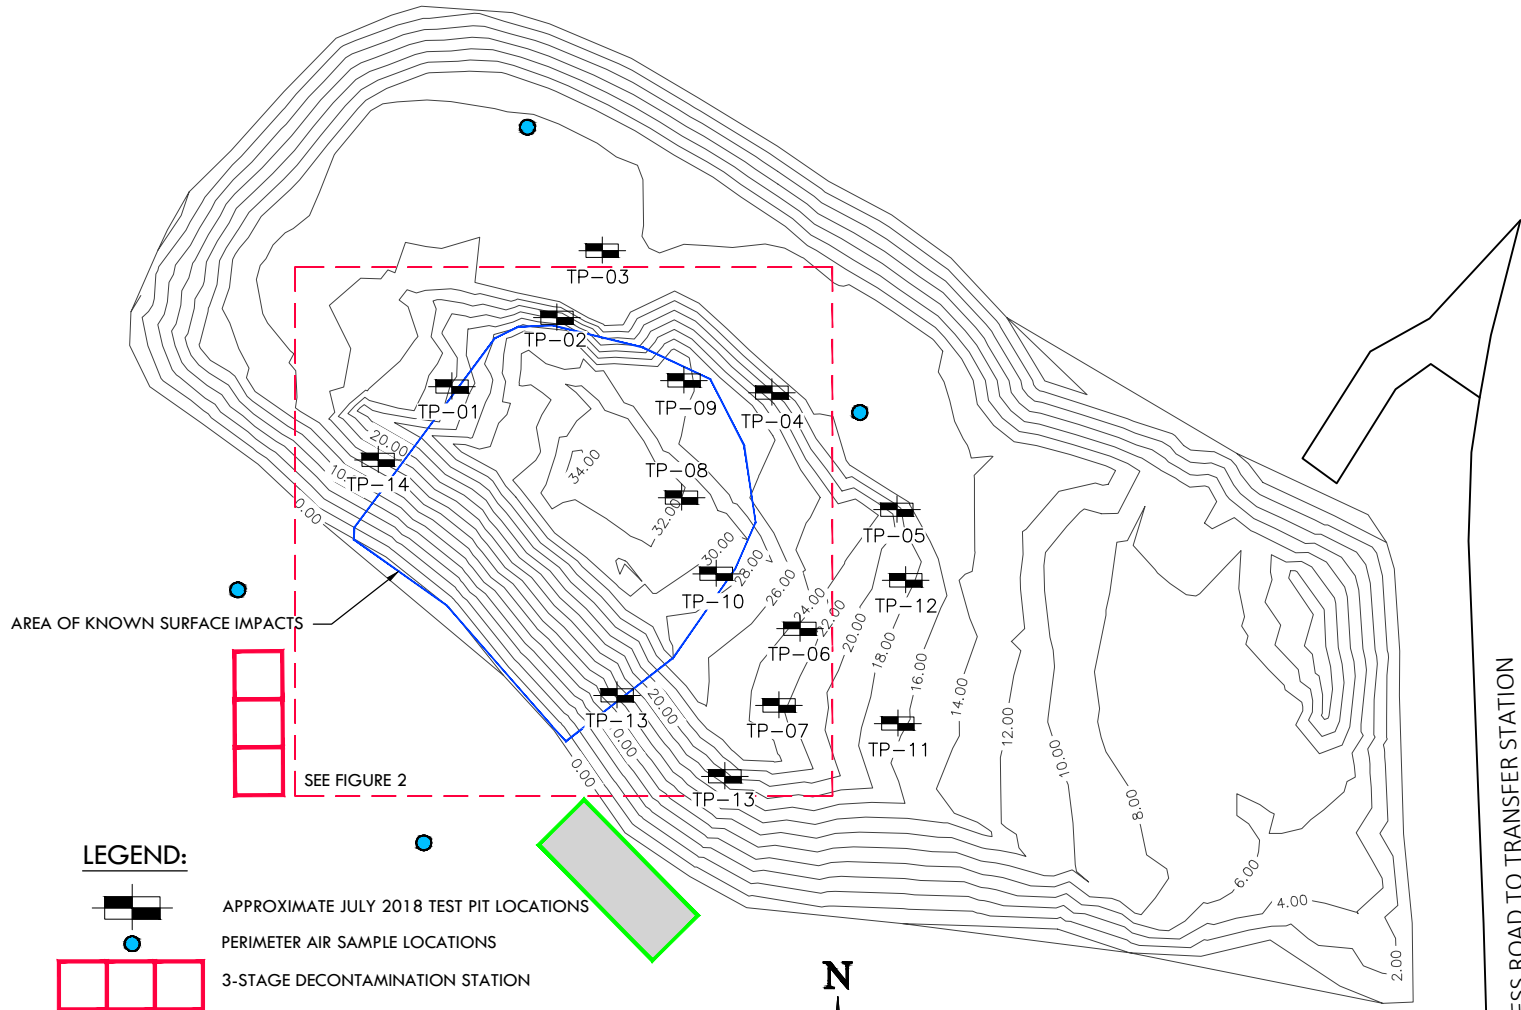 TP-03
TP-02
TP-01
TP-09
TP-04
20.00
34.00
TP-08
10.
TP-14
32.00
0.00
TP-05
30.00
28.00
TP-10
26.00
TP-12
24.00
22.00
AREA OF KNOWN SURFACE IMPACTS
20.00
TP-06
18.00
16.00
14.00
TP-13
20.00
TP-07
12.00
TP-11
10.00
0.00
0.00
SEE FIGURE 2
TP-13
8.00
6.00
4.00
2.00
ESS ROAD TO TRANSFER STATION
LEGEND:
APPROXIMATE JULY 2018 TEST PIT LOCATIONS
PERIMETER AIR SAMPLE LOCATIONS
3-STAGE DECONTAMINATION STATION
N